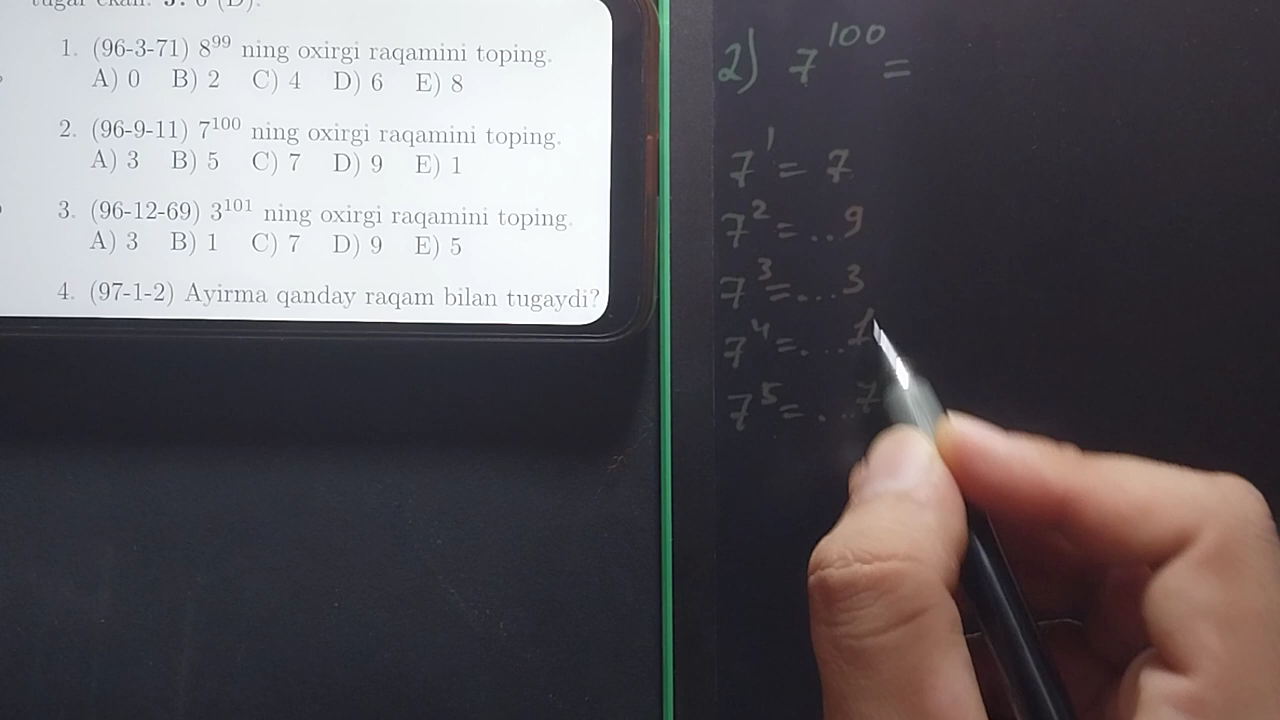 tugar ekan. J: 6 (D).
1. (96-3-71) 8⁹⁹ ning oxirgi raqamini toping.
A) 0 B) 2 C) 4 D) 6 E) 8
2. (96-9-11) 7¹⁰⁰ ning oxirgi raqamini toping.
A) 3 B) 5 C) 7 D) 9 E) 1
3. (96-12-69) 3¹⁰¹ ning oxirgi raqamini toping.
A) 3 B) 1 C) 7 D) 9 E) 5
4. (97-1-2) Ayirma qanday raqam bilan tugaydi?
2) 7¹⁰⁰ =
7¹ = 7
7² = ...9
7³ = ....3
7⁴ = ....1
7⁵ = ...7